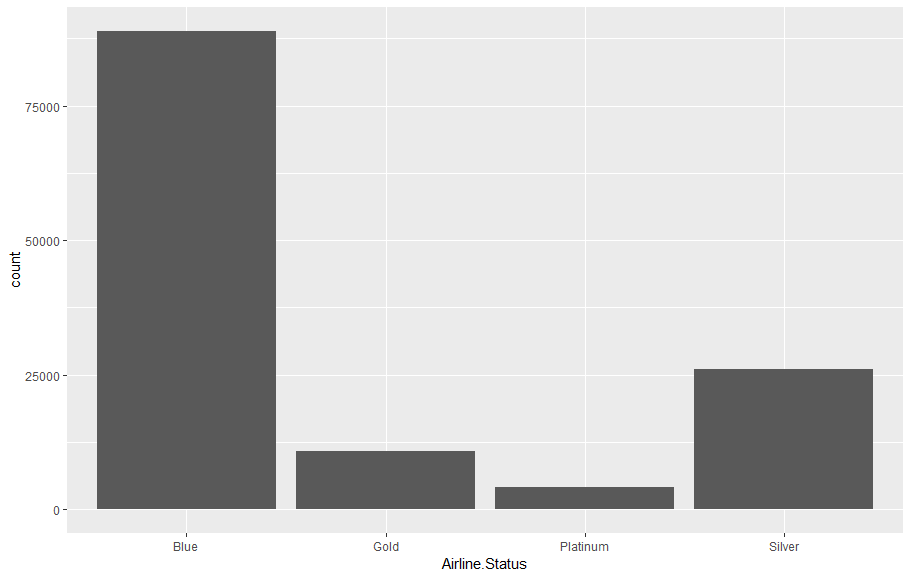 count
75000
50000
25000
0
Blue Gold Platinum Silver
Airline.Status